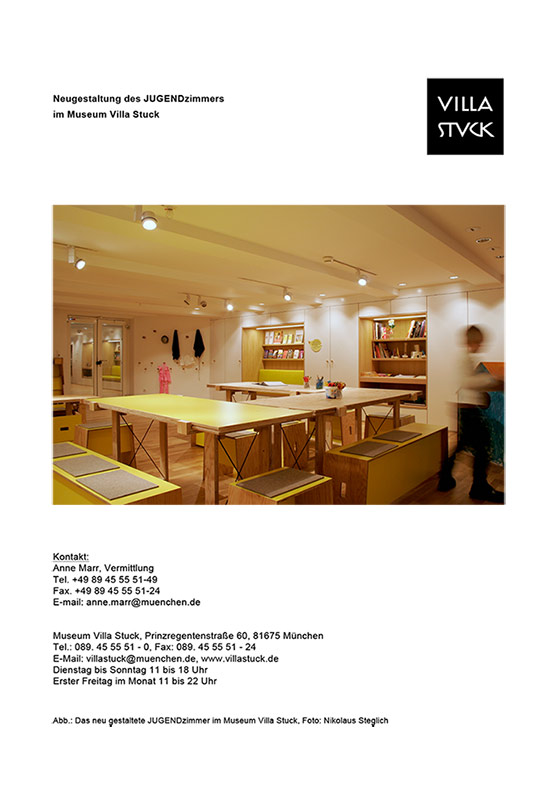 Neugestaltung des JUGENDzimmers
im Museum Villa Stuck
VILLA
STVCK
Kontakt:
Anne Marr, Vermittlung
Tel. +49 89 45 55 51-49
Fax. +49 89 45 55 51-24
E-mail: anne.marr@muenchen.de
Museum Villa Stuck, Prinzregentenstraße 60, 81675 München
Tel.: 089. 45 55 51 - 0, Fax: 089. 45 55 51 - 24
E-Mail: villastuck@muenchen.de, www.villastuck.de
Dienstag bis Sonntag 11 bis 18 Uhr
Erster Freitag im Monat 11 bis 22 Uhr
Abb.: Das neu gestaltete JUGENDzimmer im Museum Villa Stuck, Foto: Nikolaus Steglich